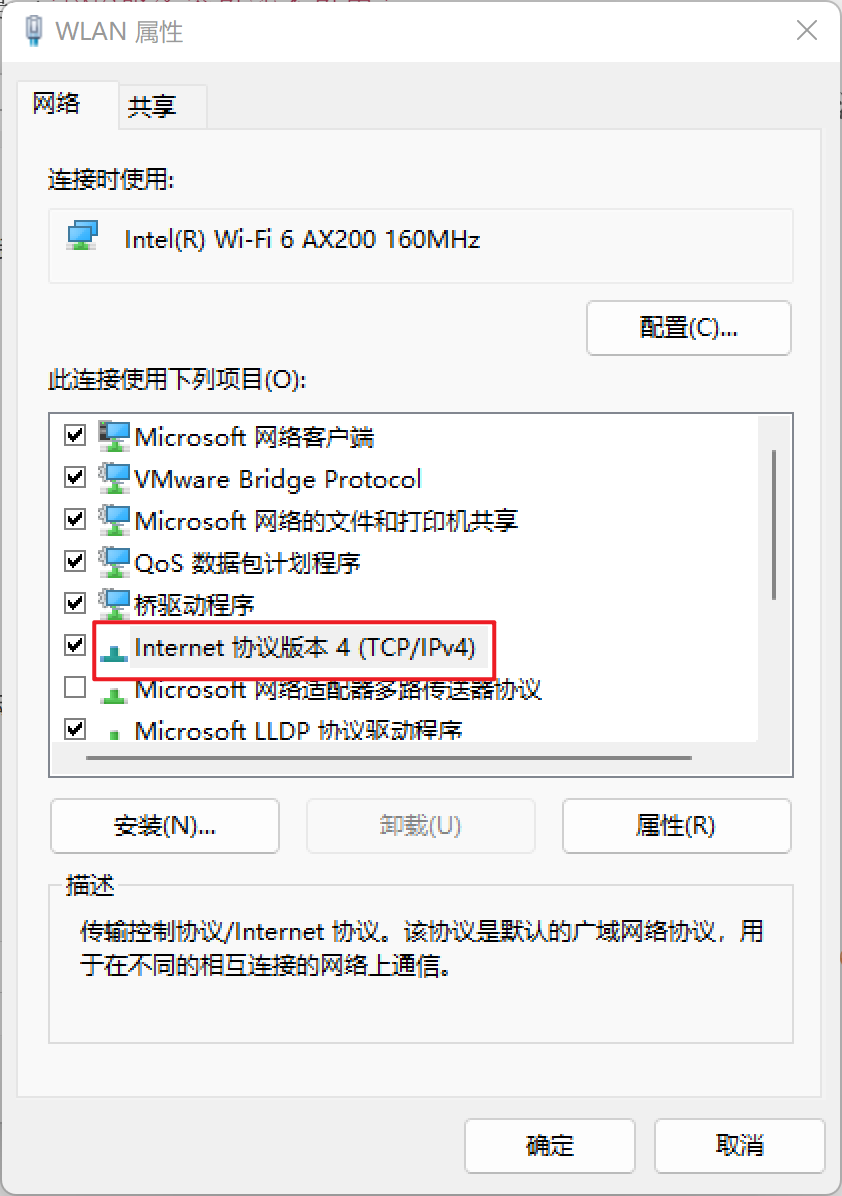 WLAN 属性
网络
共享
连接时使用:
Intel(R) Wi-Fi 6 AX200 160MHz
配置(C)...
此连接使用下列项目(O):
Microsoft 网络客户端
VMware Bridge Protocol
Microsoft 网络的文件和打印机共享
QoS 数据包计划程序
桥驱动程序
Internet 协议版本 4 (TCP/IPv4)
Microsoft 网络适配器多路传送器协议
Microsoft LLDP 协议驱动程序
安装(N)...
卸载(U)
属性(R)
描述
传输控制协议/Internet 协议。该协议是默认的广域网络协议，用
于在不同的相互连接的网络上通信。
确定
取消